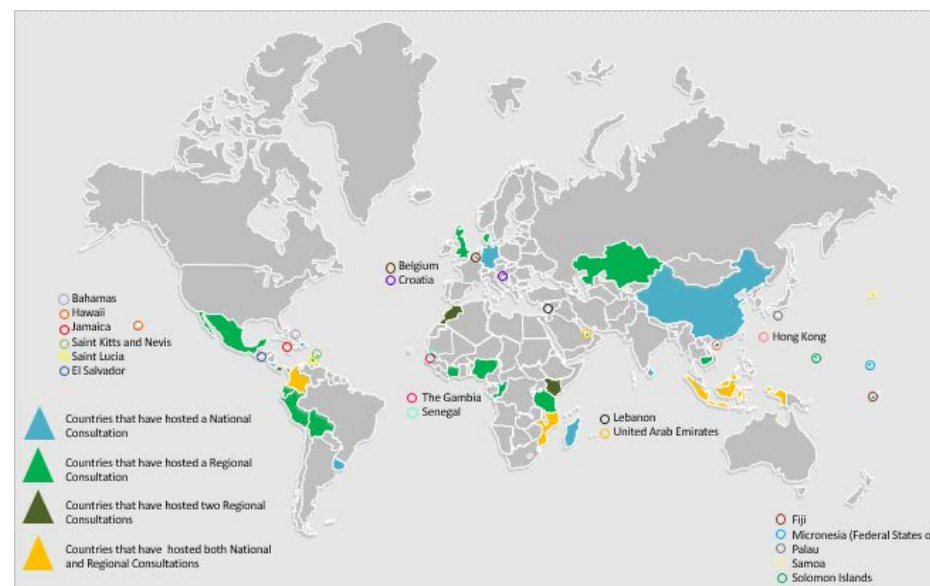 Belgium
Croatia
Bahamas
Hawaii
Jamaica
Saint Kitts and Nevis
Saint Lucia
El Salvador
Hong Kong
The Gambia
Senegal
Lebanon
United Arab Emirates
Countries that have hosted a National
Consultation
Countries that have hosted a Regional
Consultation
Countries that have hosted two Regional
Consultations
Countries that have hosted both National
and Regional Consultations
Fiji
Micronesia (Federal States o
Palau
Samoa
Solomon Islands